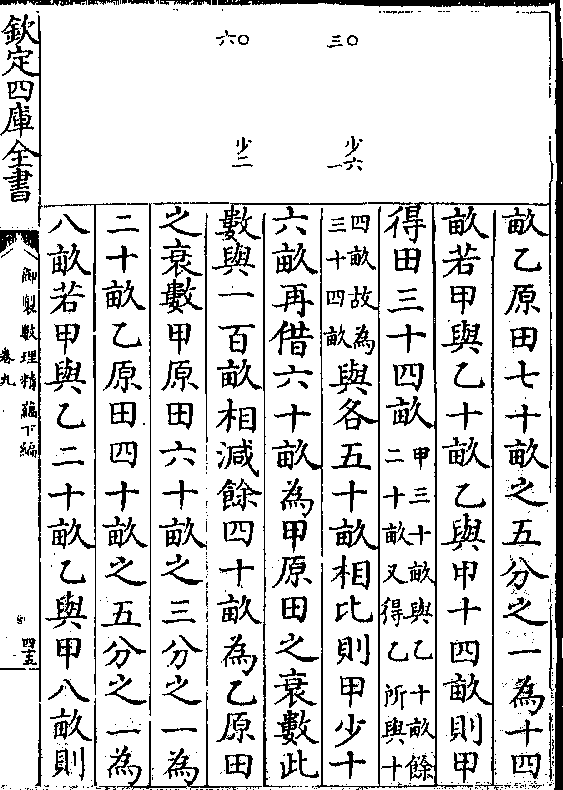 三〇
少一六
六〇
少二
畝乙原田七十畝之五分之一為十四
畝若甲與乙十畝乙與甲十四畝則甲
得田三十四畝甲三十畝與乙十畝餘二十畝又得乙所與十
四畝故為三十四畝與各五十畝相比則甲少十
六畝再借六十畝為甲原田之衰數此
數與一百畝相減餘四十畝為乙原田
之衰數甲原田六十畝之三分之一為
二十畝乙原田四十畝之五分之一為
八畝若甲與乙二十畝乙與甲八畝則
欽定四庫全書
御製數理精蘊下編
卷九
四五